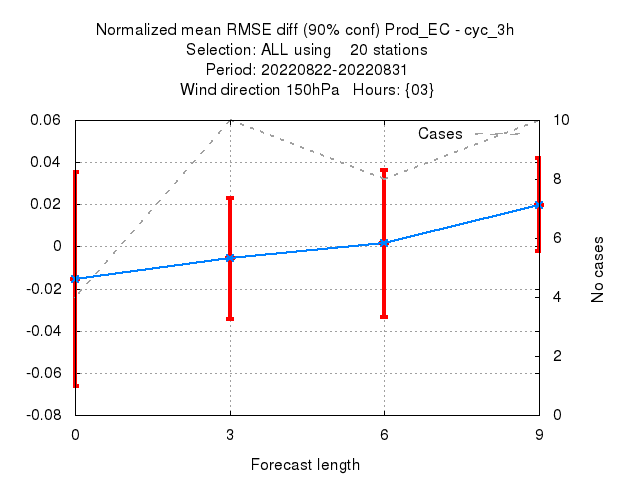 Normalized mean RMSE diff (90% conf) Prod_EC - cyc_3h
Selection: ALL using    20 stations
Period: 20220822-20220831
Wind direction 150hPa   Hours: {03}
0.06
0.04
0.02
0
-0.02
-0.04
-0.06
-0.08
Cases
10
8
6
4
2
0
No cases
0
3
6
9
Forecast length